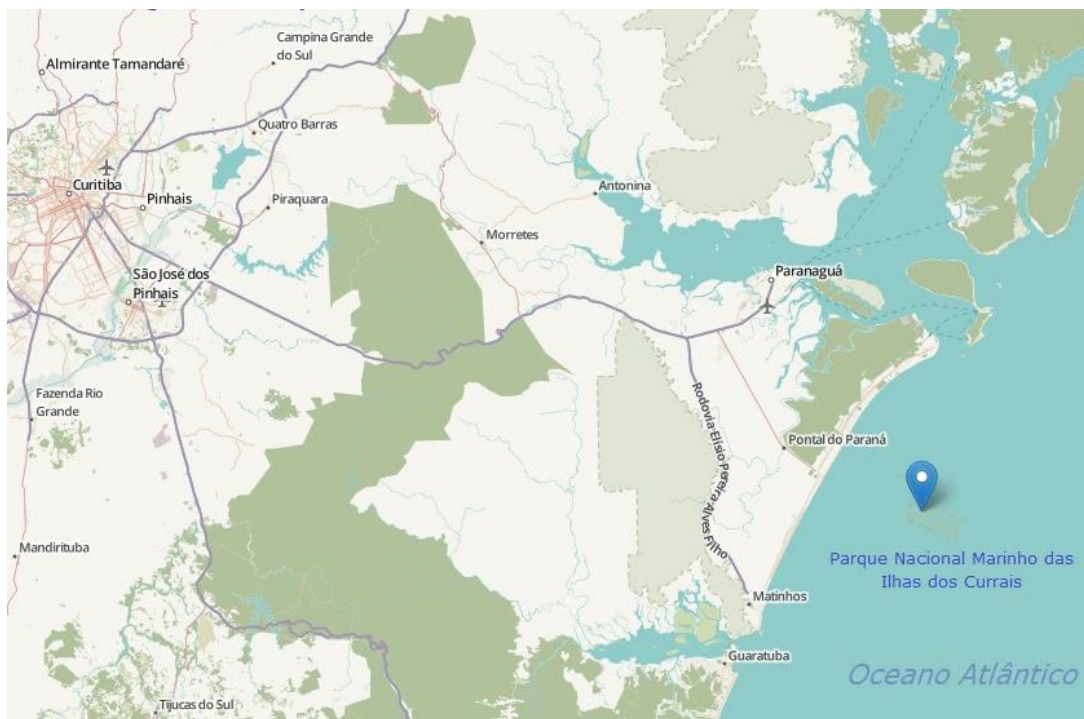 Campina Grande
do Sul
Almirante Tamandaré
Quatro Barras
Curitiba
Pinhais
Piraquara
Antonina
Morretes
São José dos
Pinhais
Paranaguá
Fazenda Rio
Grande
Rodovia Elísio Pereira Alves Filho
Pontal do Paraná
Mandirituba
Parque Nacional Marinho das
Ilhas dos Currais
Matinhos
Guaratuba
Oceano Atlântico
Tijucas do Sul